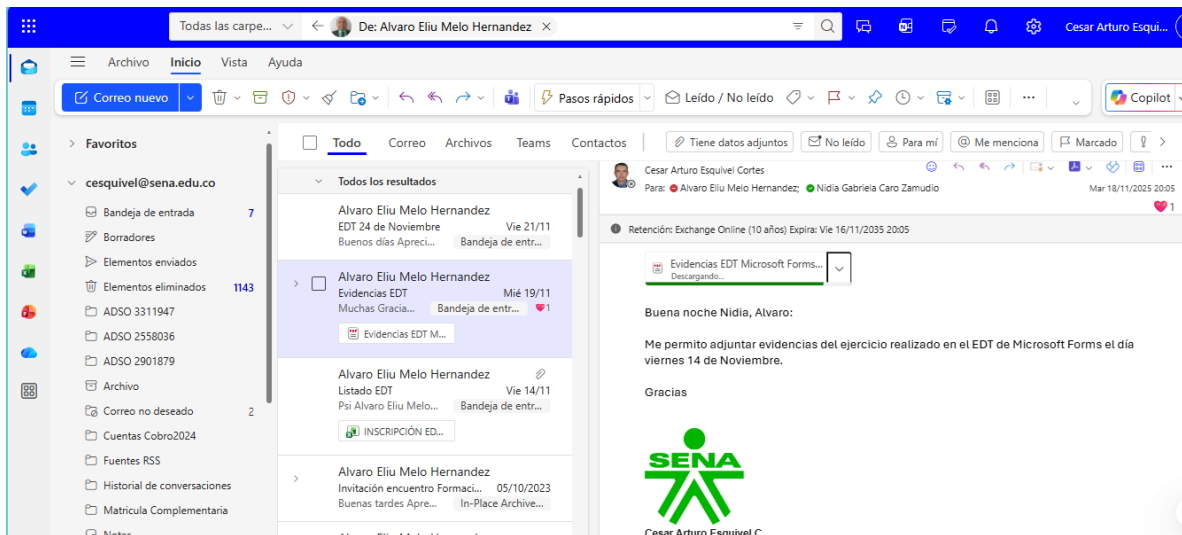 Todas las carpe...
De: Alvaro Eliu Melo Hernandez
Cesar Arturo Esqui...
Archivo Inicio Vista Ayuda
Correo nuevo
Pasos rápidos
Leído / No leído
Copilot
Favoritos
cesquivel@sena.edu.co
Bandeja de entrada 7
Borradores
Elementos enviados
Elementos eliminados 1143
ADSO 3311947
ADSO 2558036
ADSO 2901879
Archivo
Correo no deseado 2
Cuentas Cobro2024
Fuentes RSS
Historial de conversaciones
Matricula Complementaria
Notas
Todo Correo Archivos Teams Contactos
Tiene datos adjuntos No leído Para mí Me menciona Marcado
Todos los resultados
Alvaro Eliu Melo Hernandez
EDT 24 de Noviembre Vie 21/11
Buenos días Apreci... Bandeja de entr...
Alvaro Eliu Melo Hernandez
Evidencias EDT Mié 19/11
Muchas Gracia... Bandeja de entr... 1
Evidencias EDT M...
Alvaro Eliu Melo Hernandez
Listado EDT Vie 14/11
Psi Alvaro Eliu Melo... Bandeja de entr...
INSCRIPCIÓN ED...
Alvaro Eliu Melo Hernandez
Invitación encuentro Formaci... 05/10/2023
Buenas tardes Apre... In-Place Archive...
Cesar Arturo Esquivel Cortes
Para: Alvaro Eliu Melo Hernandez; Nidia Gabriela Caro Zamudio
Mar 18/11/2025 20:05
1
Retención: Exchange Online (10 años) Expira: Vie 16/11/2035 20:05
Evidencias EDT Microsoft Forms...
Descargando...
Buena noche Nidia, Alvaro:
Me permito adjuntar evidencias del ejercicio realizado en el EDT de Microsoft Forms el día
viernes 14 de Noviembre.
Gracias
SENA
Cesar Arturo Esquivel C